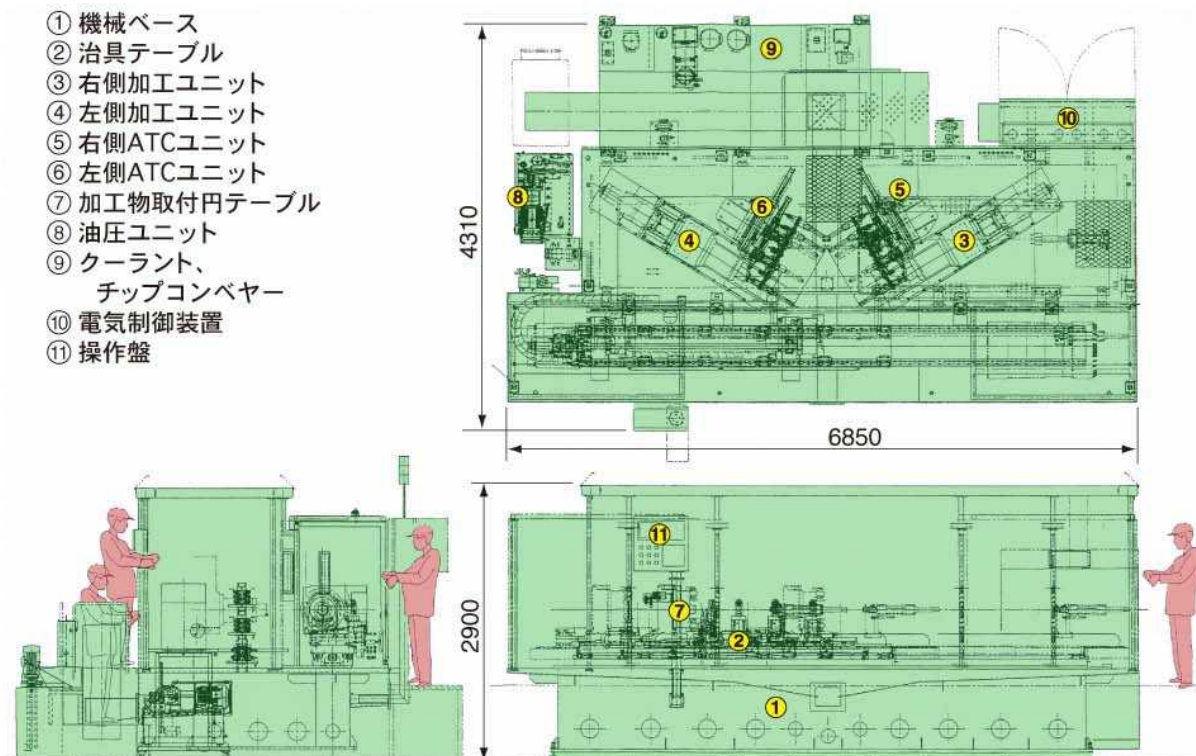 ① 機械ベース
② 治具テーブル
③ 右側加工ユニット
④ 左側加工ユニット
⑤ 右側ATCユニット
⑥ 左側ATCユニット
⑦ 加工物取付円テーブル
⑧ 油圧ユニット
⑨ クーラント、
チップコンベヤー
⑩ 電気制御装置
⑪ 操作盤
⑨
⑩
⑧
⑥
⑤
④
③
4310
6850
2900
⑪
⑦
②
①